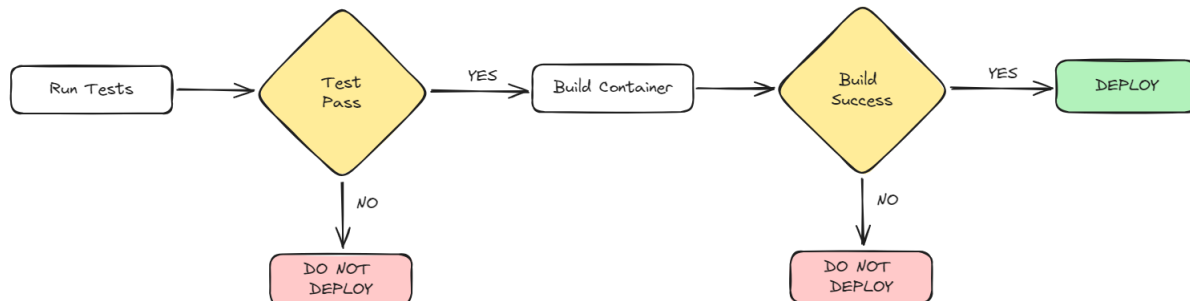 Run Tests
Test
Pass
YES
Build Container
Build
Success
YES
DEPLOY
NO
NO
DO NOT
DEPLOY
DO NOT
DEPLOY